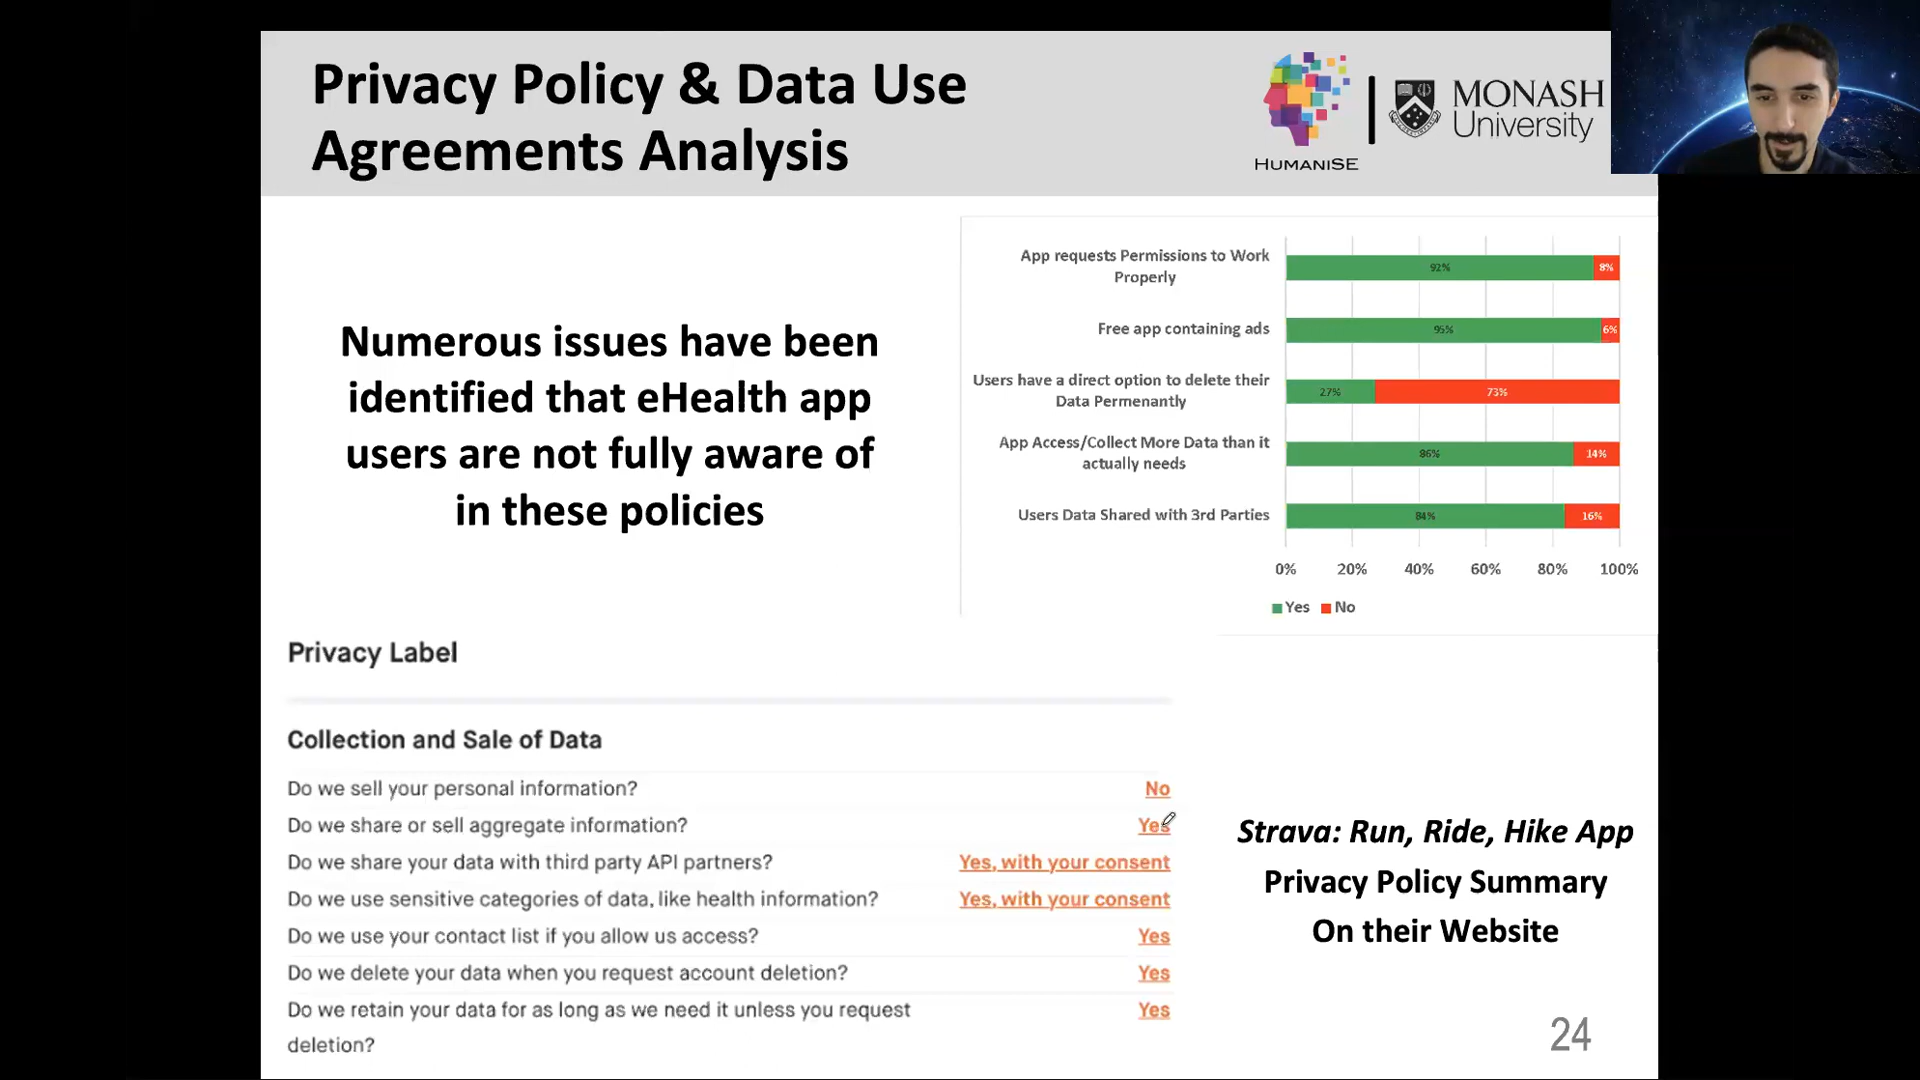 Privacy Policy & Data Use
Agreements Analysis
HUMANISE
MONASH
University
Numerous issues have been
identified that eHealth app
users are not fully aware of
in these policies
App requests Permissions to Work
Properly
92% 8%
Free app containing ads
95% 6%
Users have a direct option to delete their
Data Permenantly
27% 73%
App Access/Collect More Data than it
actually needs
86% 14%
Users Data Shared with 3rd Parties
84% 16%
0% 20% 40% 60% 80% 100%
Yes No
Privacy Label
Collection and Sale of Data
Do we sell your personal information? No
Do we share or sell aggregate information? Yes
Do we share your data with third party API partners? Yes, with your consent
Do we use sensitive categories of data, like health information? Yes, with your consent
Do we use your contact list if you allow us access? Yes
Do we delete your data when you request account deletion? Yes
Do we retain your data for as long as we need it unless you request Yes
deletion?
Strava: Run, Ride, Hike App
Privacy Policy Summary
On their Website
24